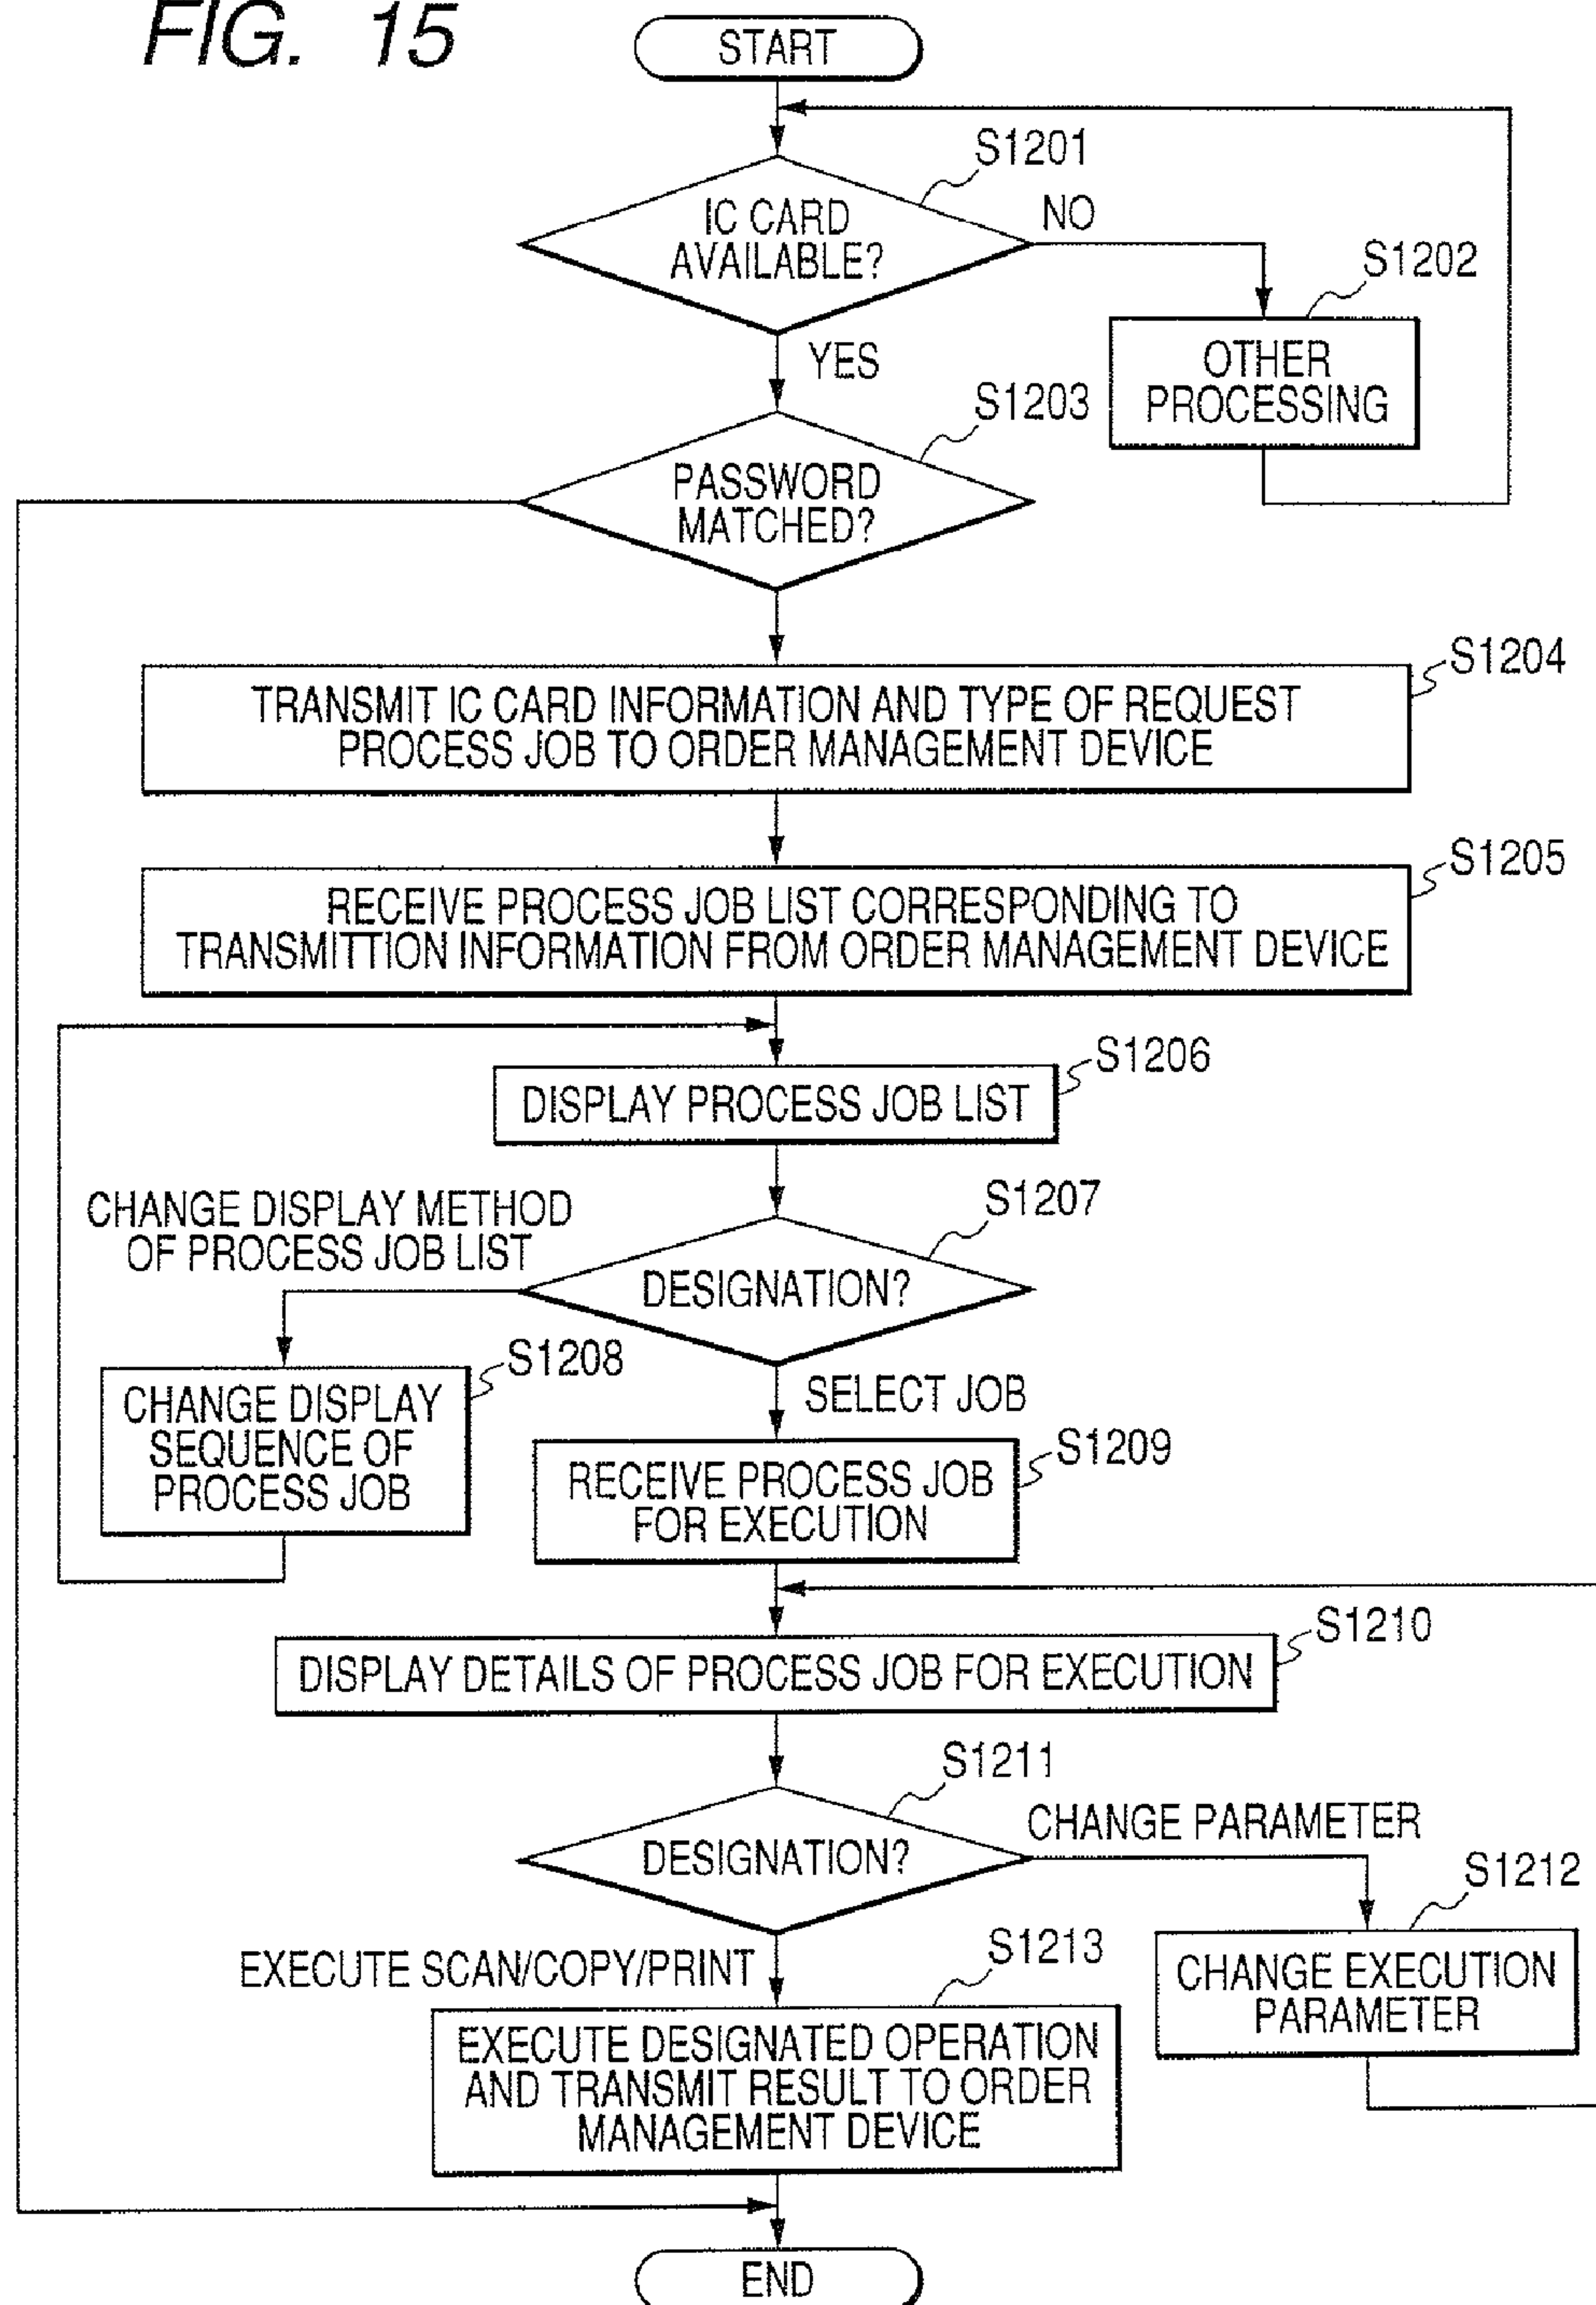 FIG. 15
START
S1201
IC CARD
AVAILABLE?
NO
S1202
OTHER
PROCESSING
YES
S1203
PASSWORD
MATCHED?
S1204
TRANSMIT IC CARD INFORMATION AND TYPE OF REQUEST
PROCESS JOB TO ORDER MANAGEMENT DEVICE
S1205
RECEIVE PROCESS JOB LIST CORRESPONDING TO
TRANSMITTION INFORMATION FROM ORDER MANAGEMENT DEVICE
S1206
DISPLAY PROCESS JOB LIST
S1207
CHANGE DISPLAY METHOD
OF PROCESS JOB LIST
DESIGNATION?
S1208
CHANGE DISPLAY
SEQUENCE OF
PROCESS JOB
SELECT JOB
S1209
RECEIVE PROCESS JOB
FOR EXECUTION
S1210
DISPLAY DETAILS OF PROCESS JOB FOR EXECUTION
S1211
DESIGNATION?
CHANGE PARAMETER
S1212
CHANGE EXECUTION
PARAMETER
EXECUTE SCAN/COPY/PRINT
S1213
EXECUTE DESIGNATED OPERATION
AND TRANSMIT RESULT TO ORDER
MANAGEMENT DEVICE
END